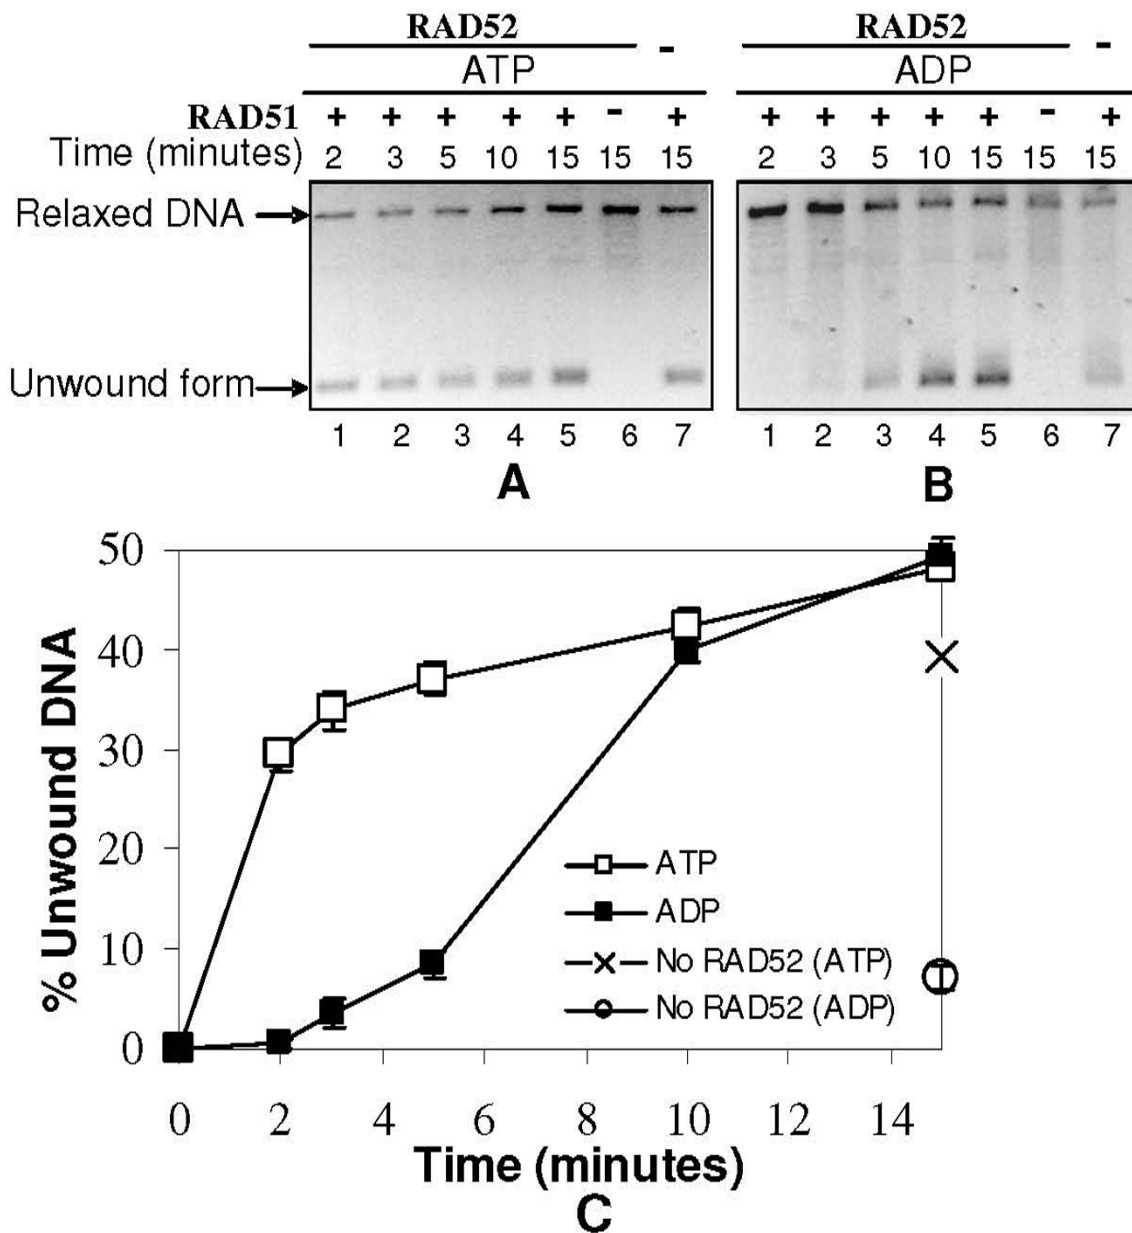 RAD52 - RAD52 -
ATP ADP
RAD51 + + + + + - + + + + + + - +
Time (minutes) 2 3 5 10 15 15 15 2 3 5 10 15 15 15
Relaxed DNA
Unwound form
1 2 3 4 5 6 7 1 2 3 4 5 6 7
A B
50
40
30
20
10
0
% Unwound DNA
ATP
ADP
No RAD52 (ATP)
No RAD52 (ADP)
0 2 4 6 8 10 12 14
Time (minutes)
C